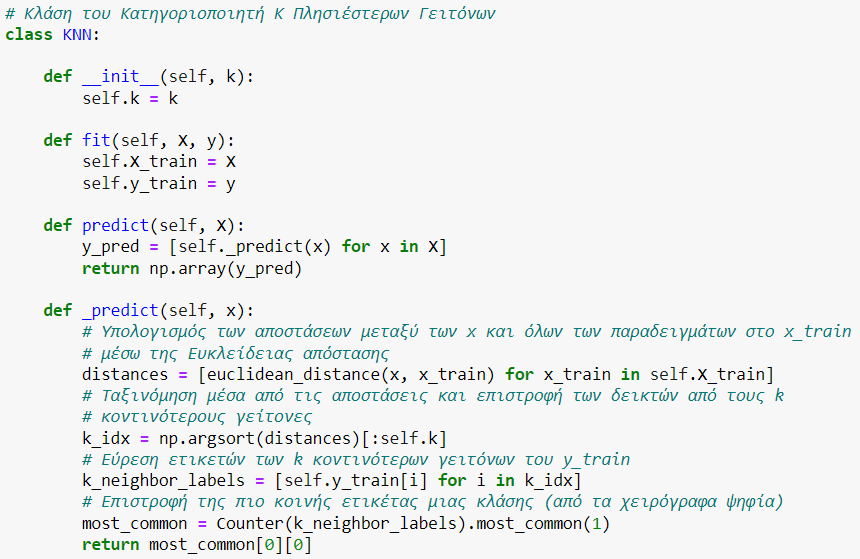 # Κλάση του Κατηγοριοποιητή Κ Πλησιέστερων Γειτόνων
class KNN:
    def __init__(self, k):
        self.k = k
    def fit(self, X, y):
        self.X_train = X
        self.y_train = y
    def predict(self, X):
        y_pred = [self._predict(x) for x in X]
        return np.array(y_pred)
    def _predict(self, x):
        # Υπολογισμός των αποστάσεων μεταξύ των x και όλων των παραδειγμάτων στο x_train
        # μέσω της Ευκλείδειας απόστασης
        distances = [euclidean_distance(x, x_train) for x_train in self.X_train]
        # Ταξινόμηση μέσα από τις αποστάσεις και επιστροφή των δεικτών από τους k
        # κοντινότερους γείτονες
        k_idx = np.argsort(distances)[:self.k]
        # Εύρεση ετικετών των k κοντινότερων γειτόνων του y_train
        k_neighbor_labels = [self.y_train[i] for i in k_idx]
        # Επιστροφή της πιο κοινής ετικέτας μιας κλάσης (από τα χειρόγραφα ψηφία)
        most_common = Counter(k_neighbor_labels).most_common(1)
        return most_common[0][0]